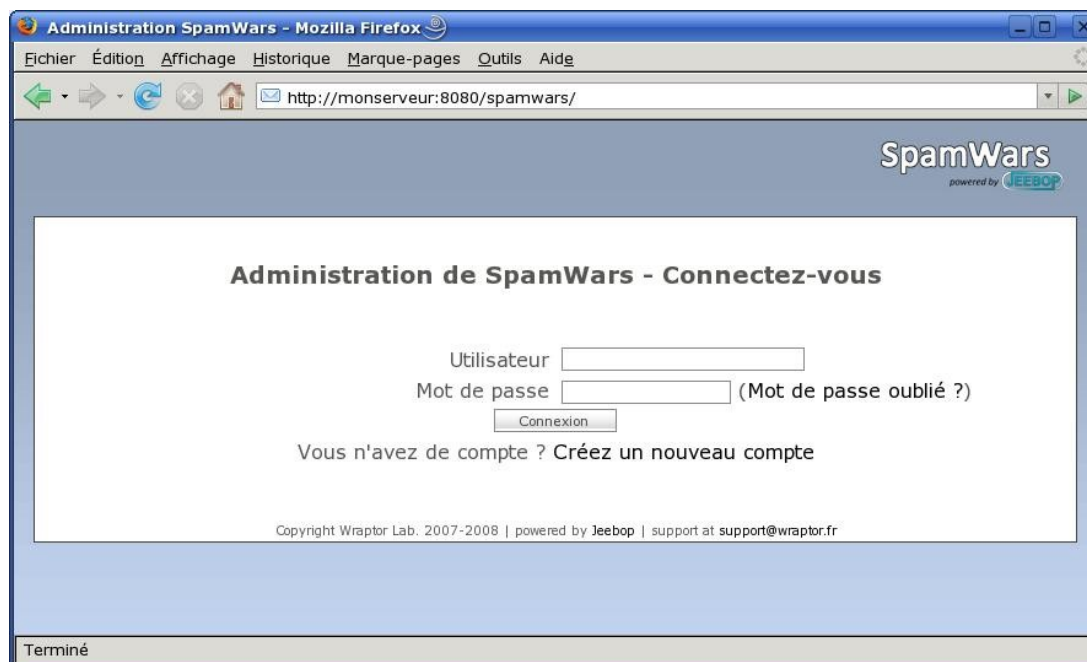 Administration SpamWars - Mozilla Firefox
Fichier Édition Affichage Historique Marque-pages Outils Aide
http://monserveur:8080/spamwars/
SpamWars
powered by JEEBOP
Administration de SpamWars - Connectez-vous
Utilisateur
Mot de passe (Mot de passe oublié ?)
Connexion
Vous n'avez de compte ? Créez un nouveau compte
Copyright Wraptor Lab. 2007-2008 | powered by Jeebop | support at support@wraptor.fr
Terminé